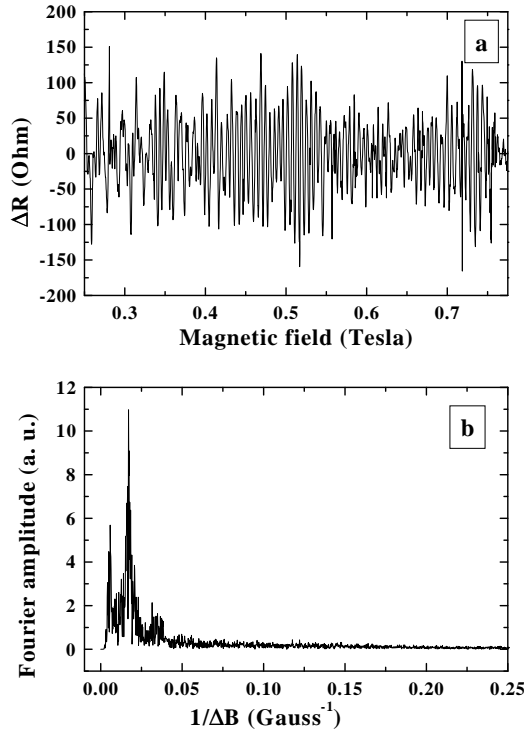 a
200
150
100
50
0
-50
-100
-150
-200
ΔR (Ohm)
0.3 0.4 0.5 0.6 0.7
Magnetic field (Tesla)
b
12
10
8
6
4
2
0
Fourier amplitude (a. u.)
0.00 0.05 0.10 0.15 0.20 0.25
1/ΔB (Gauss⁻¹)